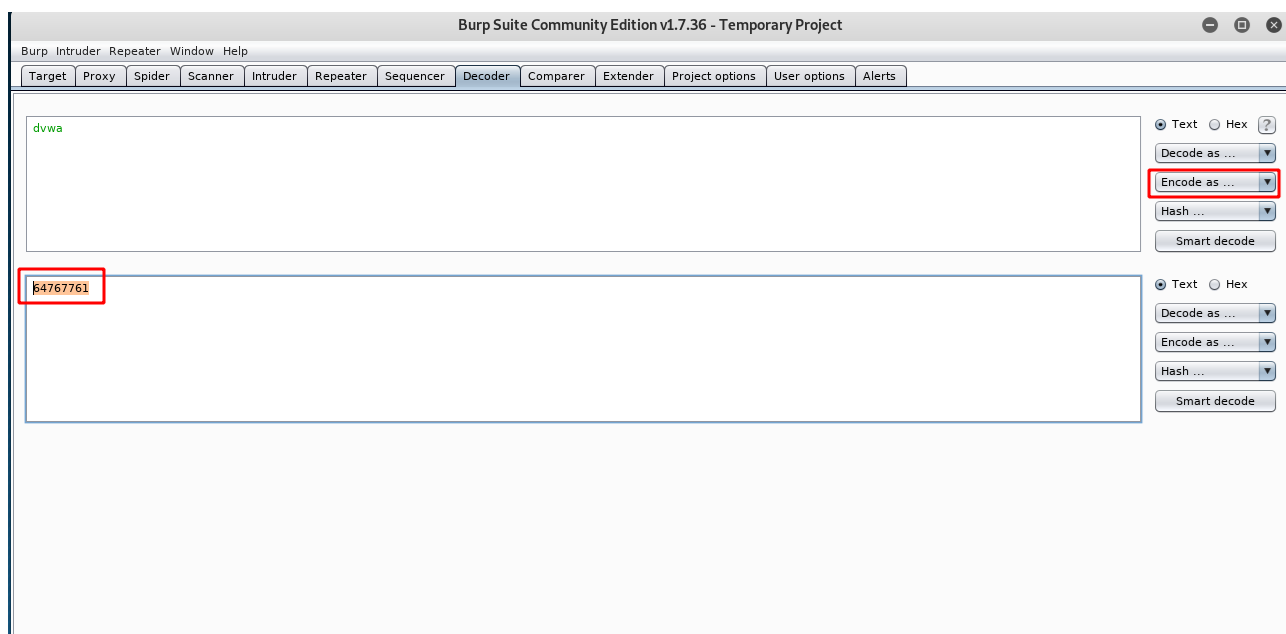 Burp Suite Community Edition v1.7.36 - Temporary Project
Burp Intruder Repeater Window Help
Target Proxy Spider Scanner Intruder Repeater Sequencer Decoder Comparer Extender Project options User options Alerts
dvwa
Text Hex ?
Decode as ...
Encode as ...
Hash ...
Smart decode
64767761
Text Hex
Decode as ...
Encode as ...
Hash ...
Smart decode